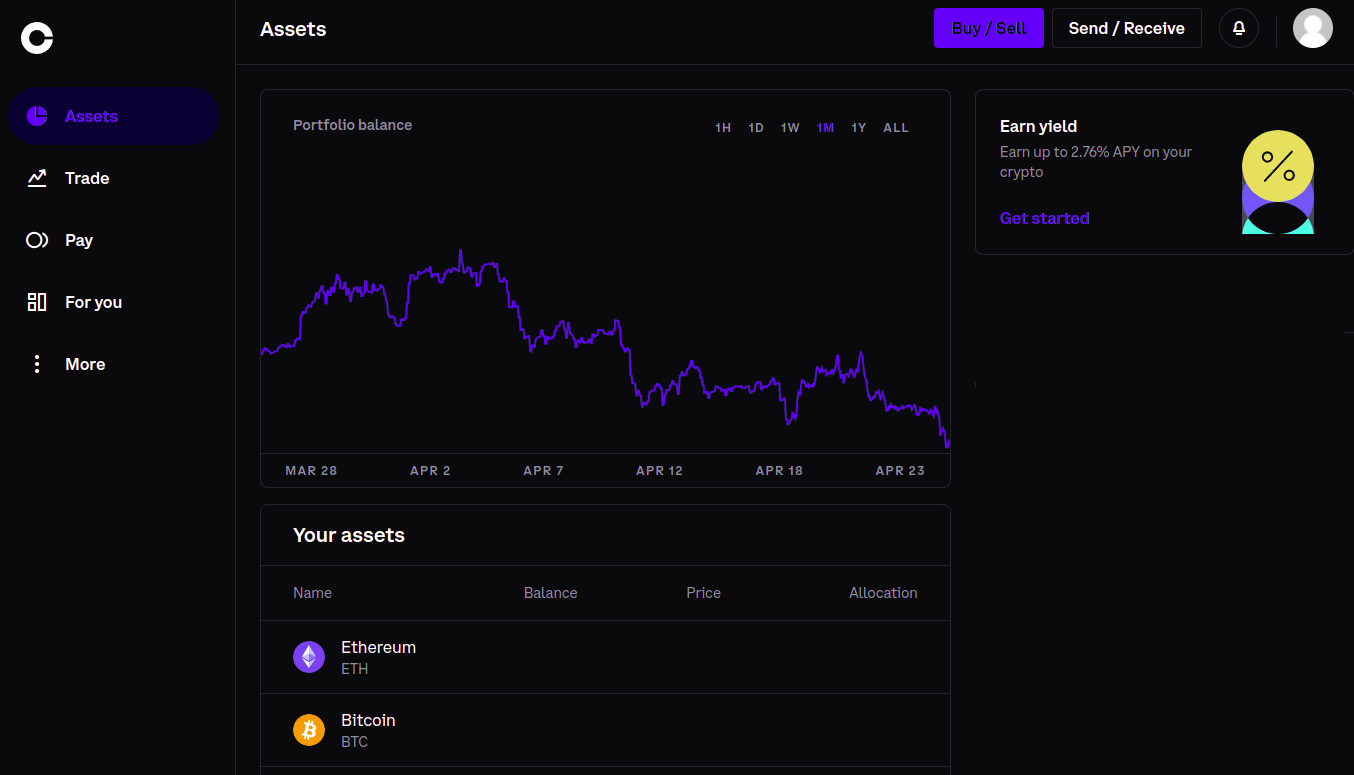 Assets
Buy / Sell
Send / Receive
Assets
Trade
Pay
For you
More
Portfolio balance
1H 1D 1W 1M 1Y ALL
MAR 28 APR 2 APR 7 APR 12 APR 18 APR 23
Earn yield
Earn up to 2.76% APY on your
crypto
Get started
Your assets
Name Balance Price Allocation
Ethereum
ETH
Bitcoin
BTC